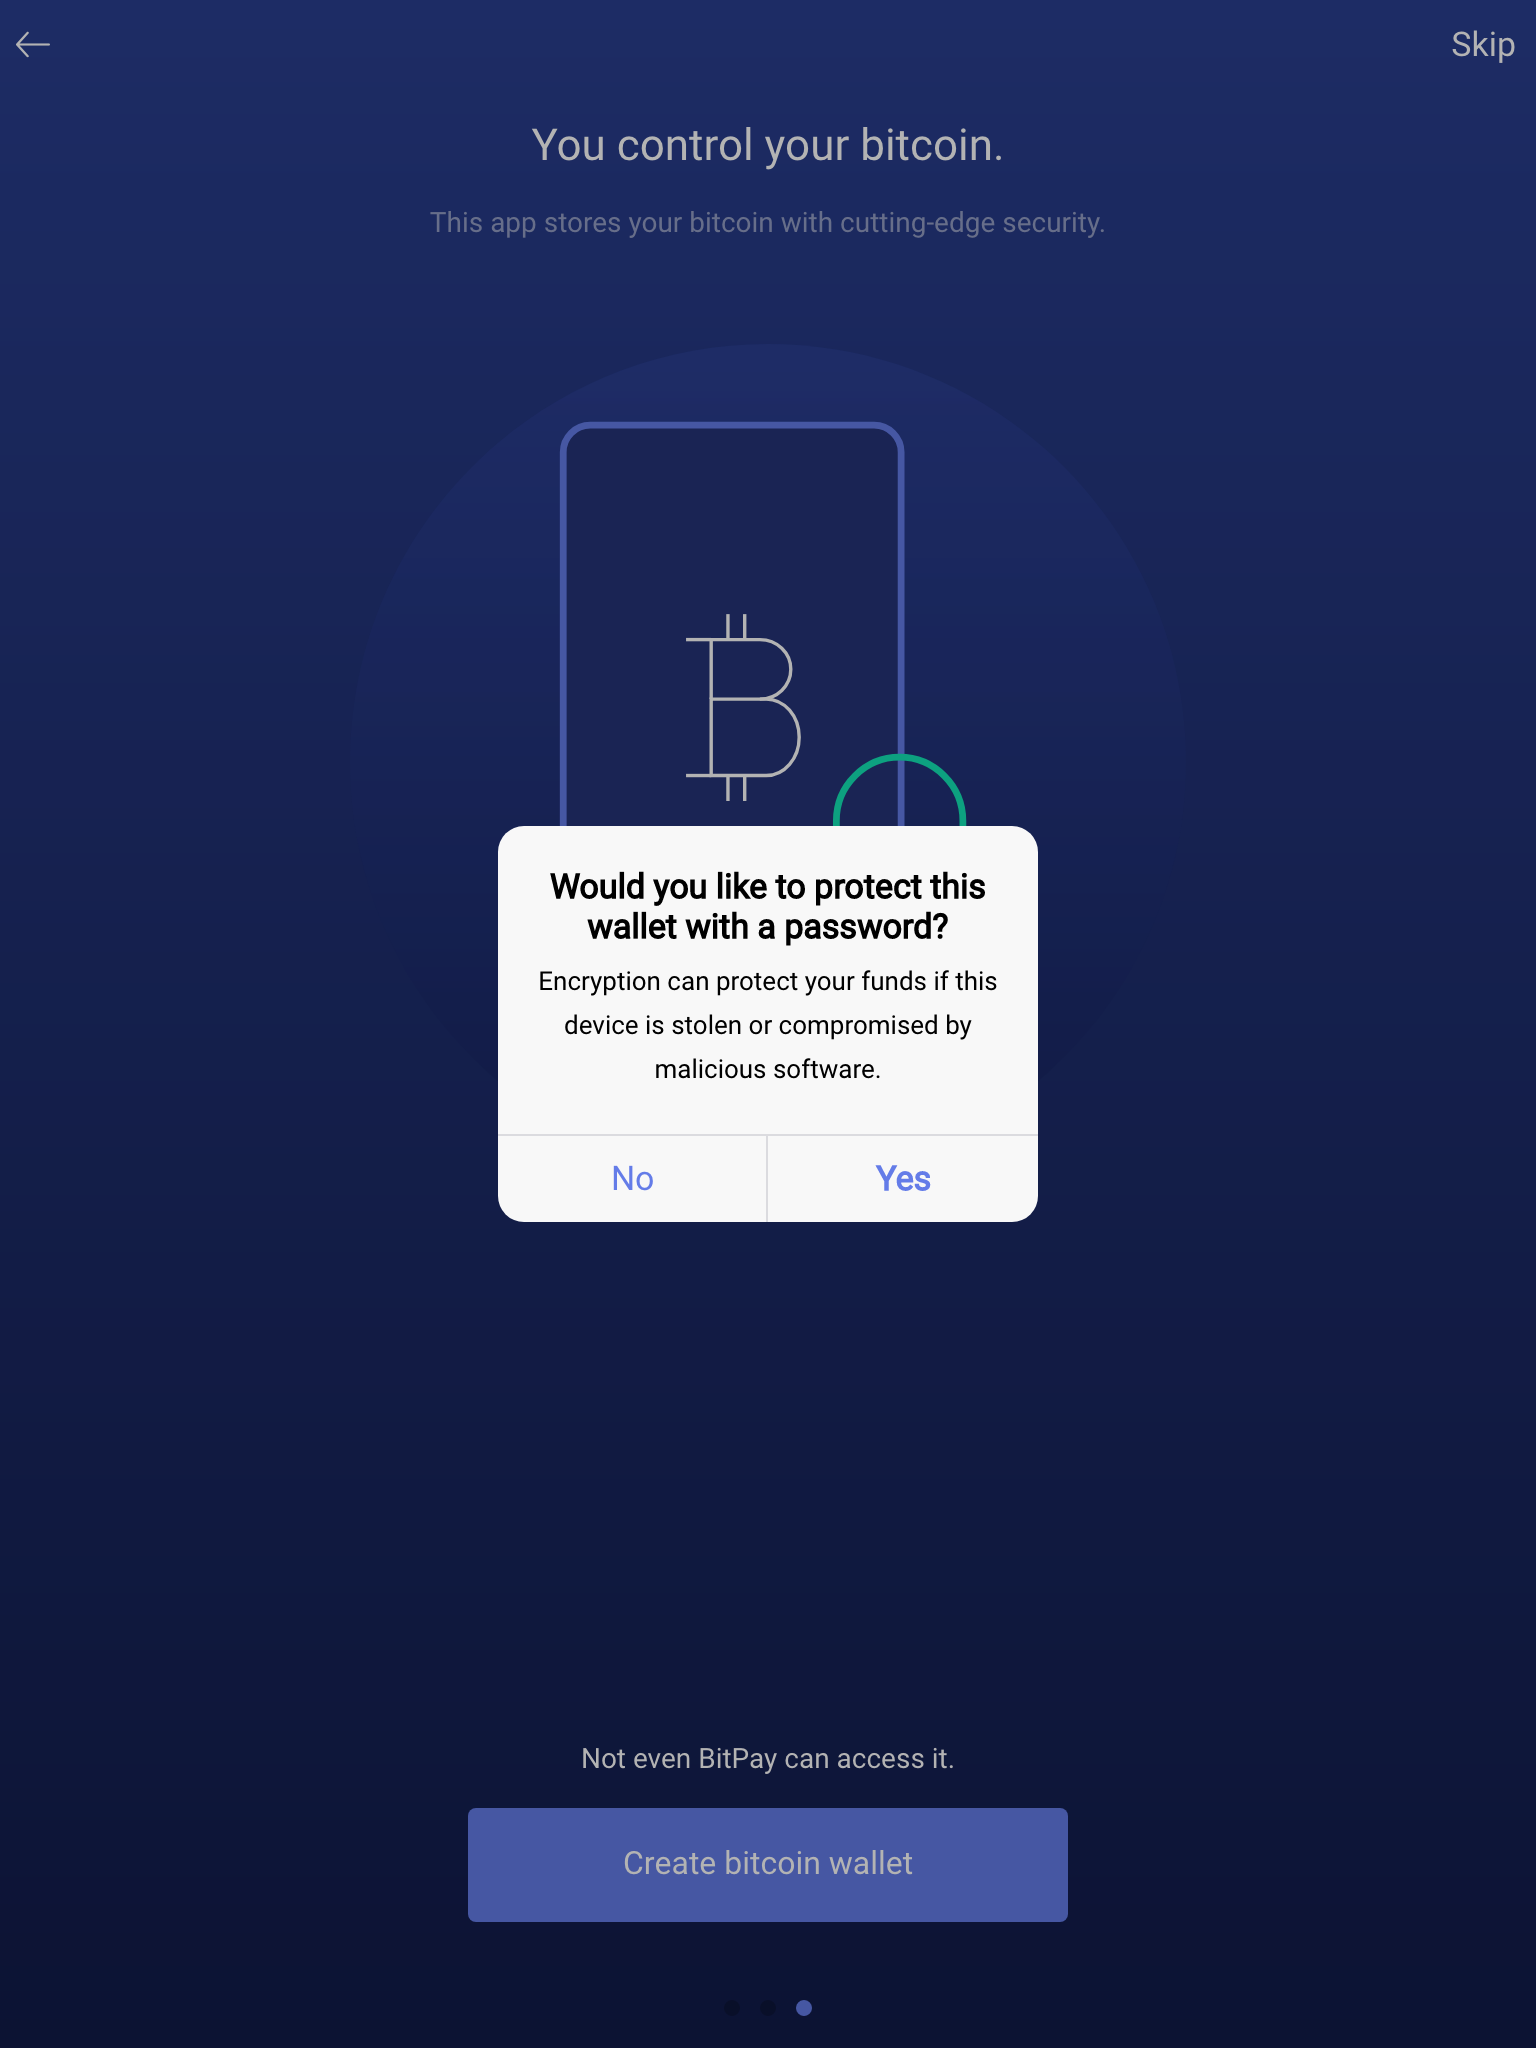 Skip
You control your bitcoin.
This app stores your bitcoin with cutting-edge security.
Would you like to protect this
wallet with a password?
Encryption can protect your funds if this
device is stolen or compromised by
malicious software.
No
Yes
Not even BitPay can access it.
Create bitcoin wallet